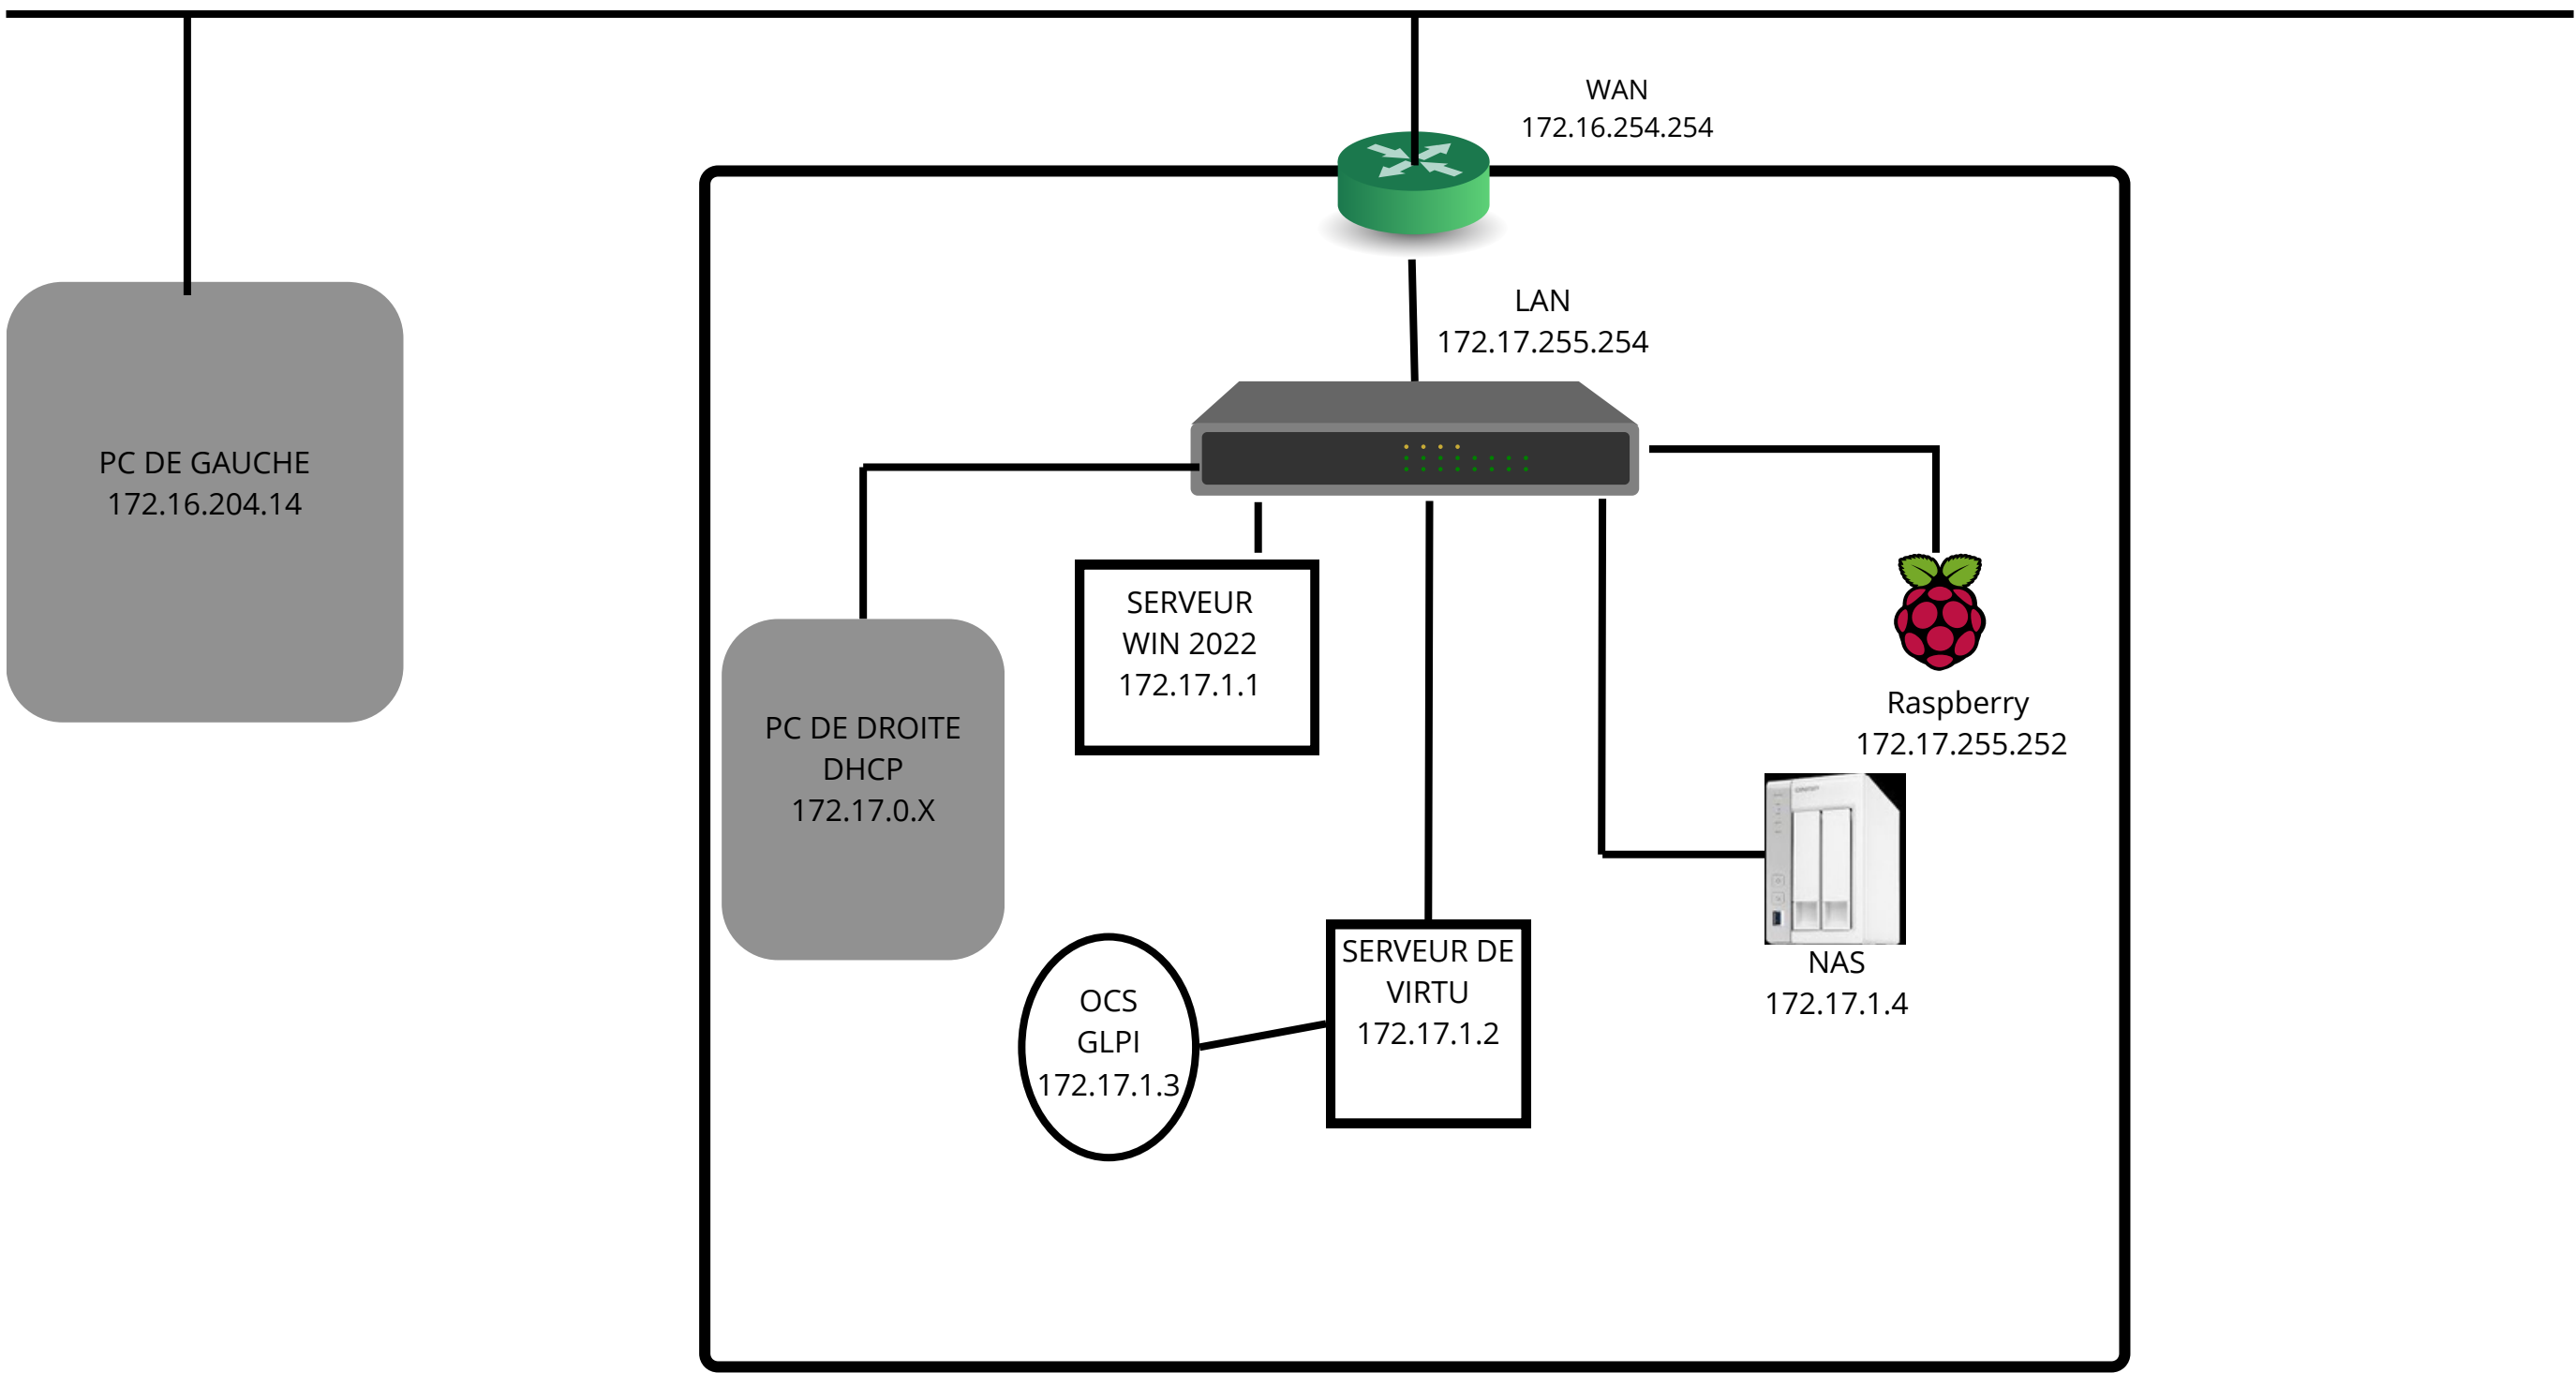 WAN
172.16.254.254
LAN
172.17.255.254
PC DE GAUCHE
172.16.204.14
SERVEUR
WIN 2022
172.17.1.1
PC DE DROITE
DHCP
172.17.0.X
Raspberry
172.17.255.252
SERVEUR DE
VIRTU
172.17.1.2
NAS
172.17.1.4
OCS
GLPI
172.17.1.3